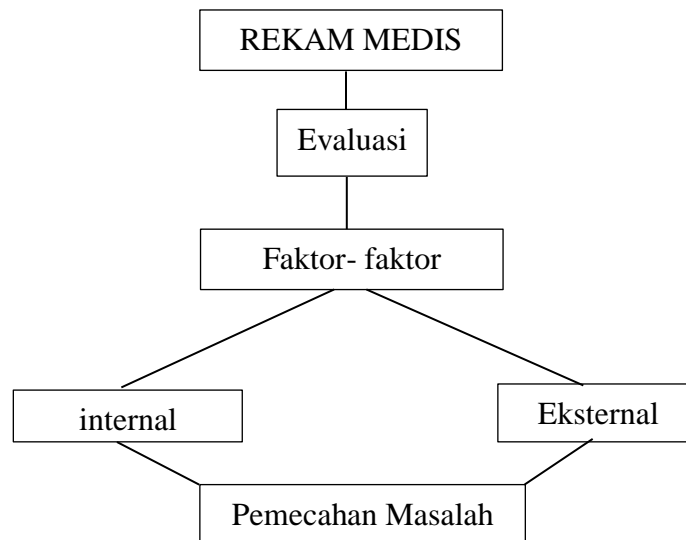 REKAM MEDIS
Evaluasi
Faktor- faktor
internal
Eksternal
Pemecahan Masalah